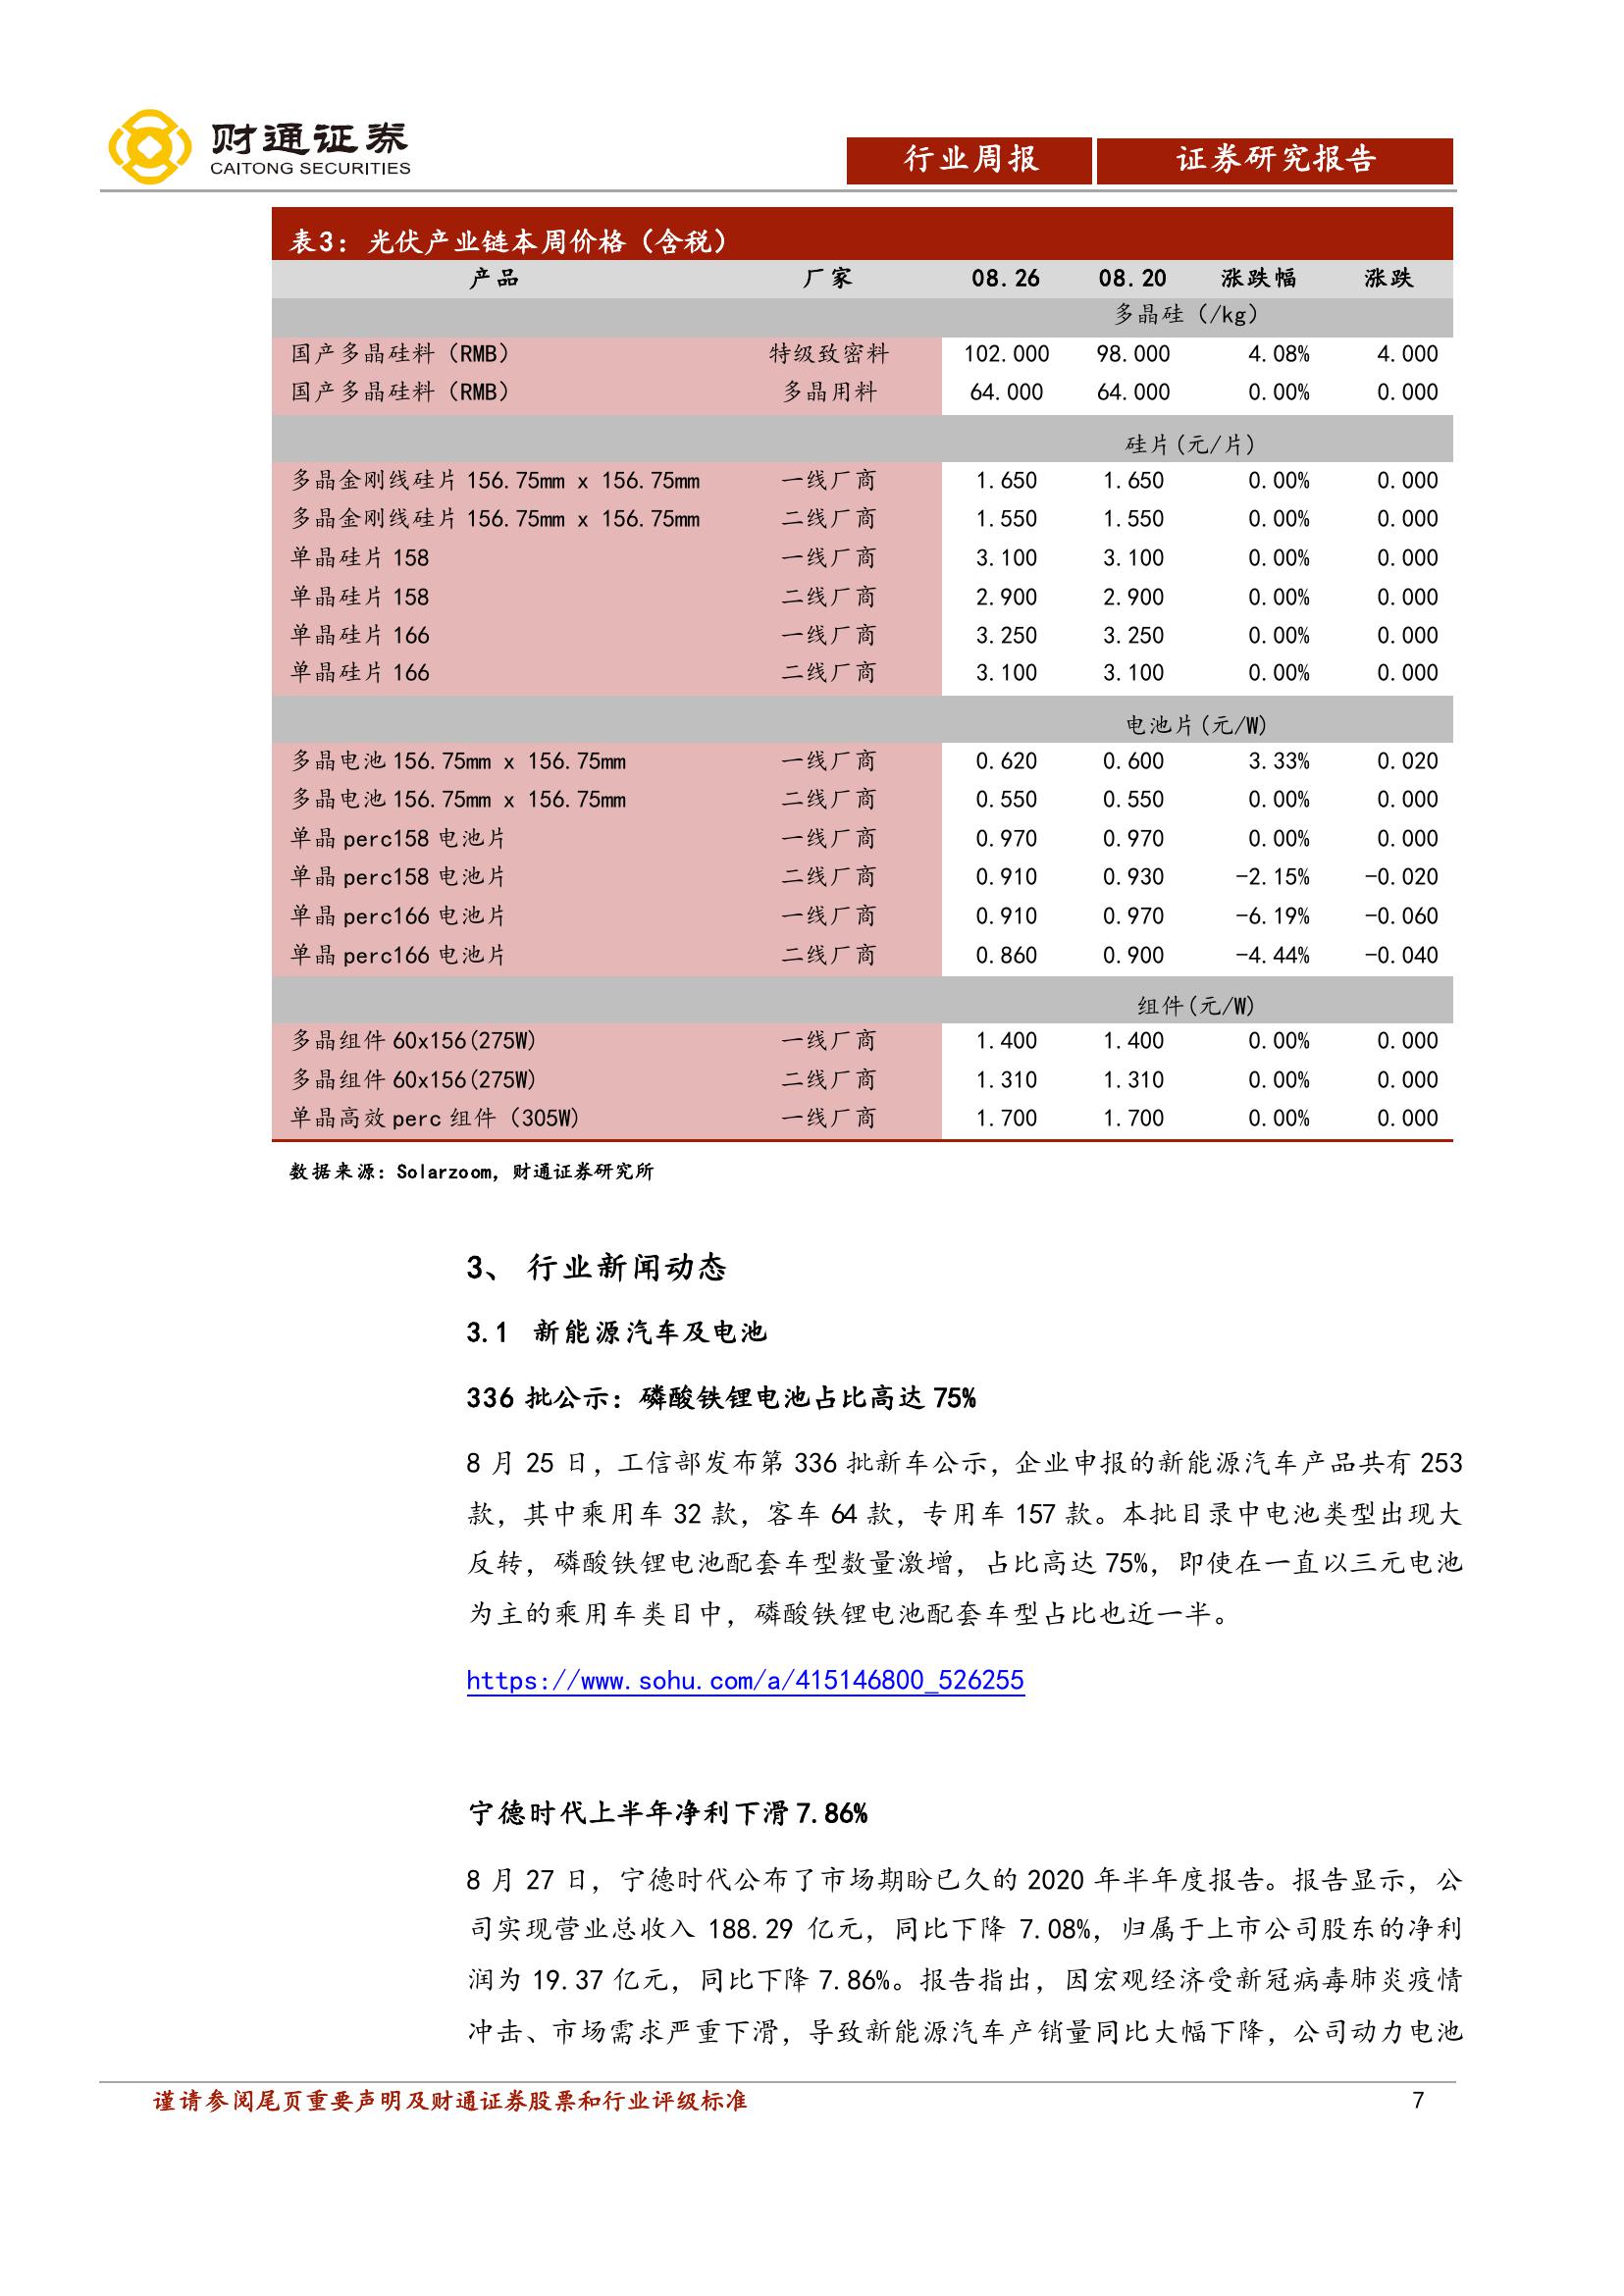 财通证券
CAITONG SECURITIES
行业周报 证券研究报告
表3：光伏产业链本周价格（含税）
产品 厂家 08.26 08.20 涨跌幅 涨跌
多晶硅（/kg）
国产多晶硅料（RMB） 特级致密料 102.000 98.000 4.08% 4.000
国产多晶硅料（RMB） 多晶用料 64.000 64.000 0.00% 0.000
硅片(元/片)
多晶金刚线硅片 156.75mm x 156.75mm 一线厂商 1.650 1.650 0.00% 0.000
多晶金刚线硅片 156.75mm x 156.75mm 二线厂商 1.550 1.550 0.00% 0.000
单晶硅片 158 一线厂商 3.100 3.100 0.00% 0.000
单晶硅片 158 二线厂商 2.900 2.900 0.00% 0.000
单晶硅片 166 一线厂商 3.250 3.250 0.00% 0.000
单晶硅片 166 二线厂商 3.100 3.100 0.00% 0.000
电池片(元/W)
多晶电池 156.75mm x 156.75mm 一线厂商 0.620 0.600 3.33% 0.020
多晶电池 156.75mm x 156.75mm 二线厂商 0.550 0.550 0.00% 0.000
单晶 perc158 电池片 一线厂商 0.970 0.970 0.00% 0.000
单晶 perc158 电池片 二线厂商 0.910 0.930 -2.15% -0.020
单晶 perc166 电池片 一线厂商 0.910 0.970 -6.19% -0.060
单晶 perc166 电池片 二线厂商 0.860 0.900 -4.44% -0.040
组件(元/W)
多晶组件 60x156(275W) 一线厂商 1.400 1.400 0.00% 0.000
多晶组件 60x156(275W) 二线厂商 1.310 1.310 0.00% 0.000
单晶高效 perc 组件（305W） 一线厂商 1.700 1.700 0.00% 0.000
数据来源：Solarzoom，财通证券研究所
3、 行业新闻动态
3.1 新能源汽车及电池
336 批公示：磷酸铁锂电池占比高达 75%
8 月 25 日，工信部发布第 336 批新车公示，企业申报的新能源汽车产品共有 253
款，其中乘用车 32 款，客车 64 款，专用车 157 款。本批目录中电池类型出现大
反转，磷酸铁锂电池配套车型数量激增，占比高达 75%，即使在一直以三元电池
为主的乘用车类目中，磷酸铁锂电池配套车型占比也近一半。
https://www.sohu.com/a/415146800_526255
宁德时代上半年净利下滑 7.86%
8 月 27 日，宁德时代公布了市场期盼已久的 2020 年半年度报告。报告显示，公
司实现营业总收入 188.29 亿元，同比下降 7.08%，归属于上市公司股东的净利
润为 19.37 亿元，同比下降 7.86%。报告指出，因宏观经济受新冠病毒肺炎疫情
冲击、市场需求严重下滑，导致新能源汽车产销量同比大幅下降，公司动力电池
谨请参阅尾页重要声明及财通证券股票和行业评级标准 7